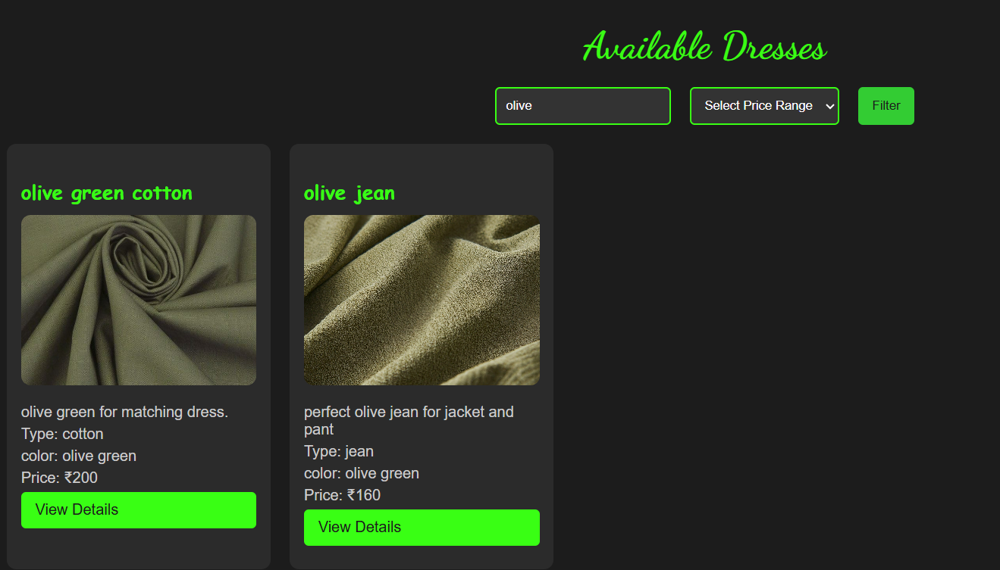 Available Dresses
olive
Select Price Range
Filter
olive green cotton
olive green for matching dress.
Type: cotton
color: olive green
Price: ₹200
View Details
olive jean
perfect olive jean for jacket and
pant
Type: jean
color: olive green
Price: ₹160
View Details